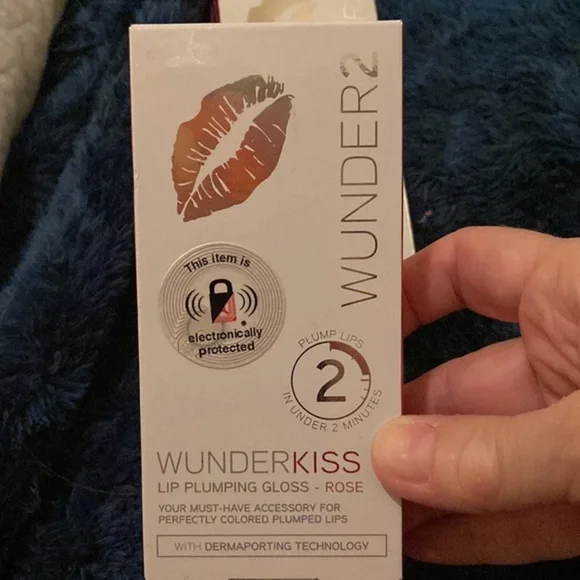 WUNDER2
This item is
electronically
protected
PLUMP LIPS
2
IN UNDER 2 MINUTES
WUNDERKISS
LIP PLUMPING GLOSS - ROSE
YOUR MUST-HAVE ACCESSORY FOR
PERFECTLY COLORED PLUMPED LIPS
WITH DERMAPORTING TECHNOLOGY